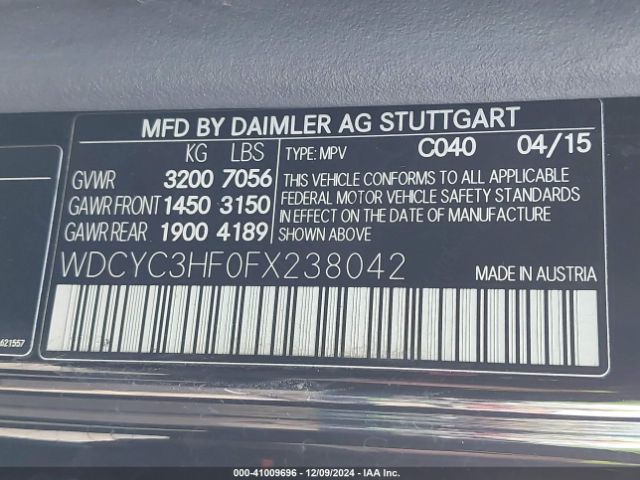 MFD BY DAIMLER AG STUTTGART
KG LBS TYPE: MPV C040 04/15
GVWR 3200 7056
GAWR FRONT 1450 3150
GAWR REAR 1900 4189
THIS VEHICLE CONFORMS TO ALL APPLICABLE
FEDERAL MOTOR VEHICLE SAFETY STANDARDS
IN EFFECT ON THE DATE OF MANUFACTURE
SHOWN ABOVE
WDCYC3HF0FX238042 MADE IN AUSTRIA
621557
000-41009696 - 12/09/2024 - IAA Inc.